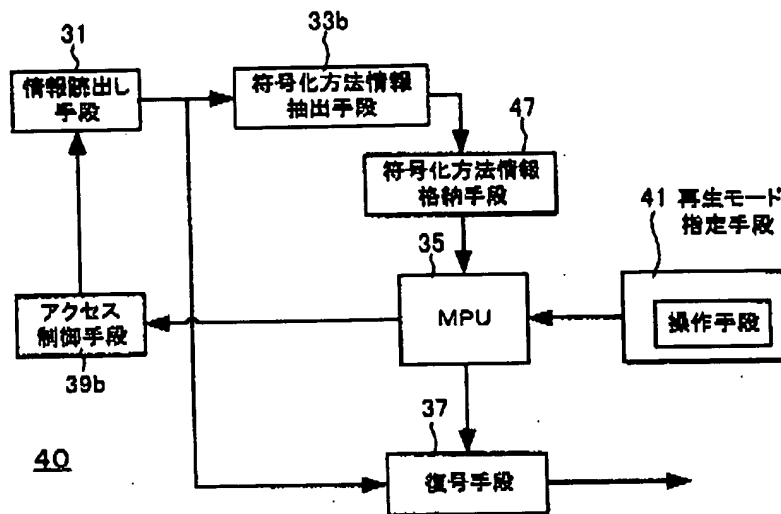 31
情報読出し
手段
33b
符号化方法情報
抽出手段
47
符号化方法情報
格納手段
41 再生モード
指定手段
35
MPU
操作手段
アクセス
制御手段
39b
37
復号手段
40